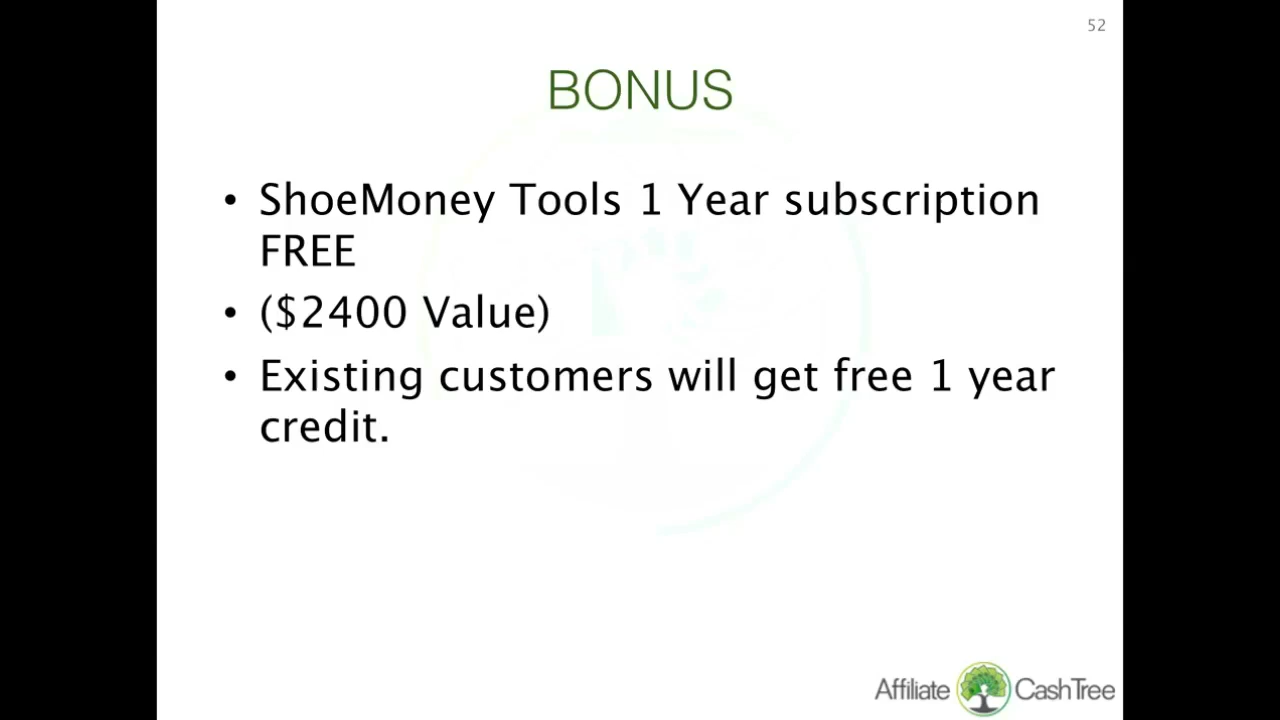 52
BONUS
• ShoeMoney Tools 1 Year subscription
FREE
• ($2400 Value)
• Existing customers will get free 1 year
credit.
Affiliate CashTree